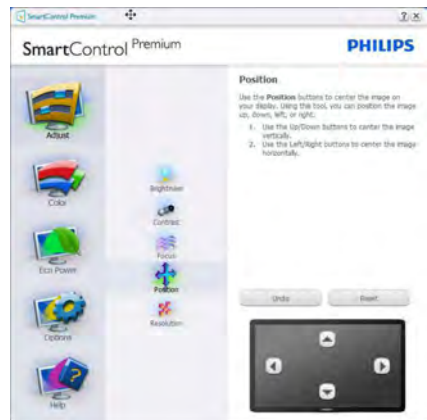 SmartControl Premium
SmartControl Premium
PHILIPS
Adjust
Color
Eco Power
Options
Help
Brightness
Contrast
Focus
Position
Resolution
Position
Use the Position buttons to center the image on
your display. Using the tool, you can position the image
up, down, left, or right.
1. Use the Up/Down buttons to center the image
vertically.
2. Use the Left/Right buttons to center the image
horizontally.
Undo
Reset